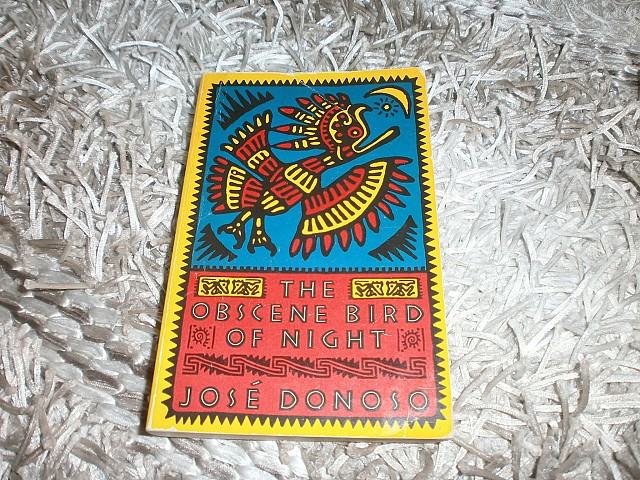 THE
OBSCENE BIRD
OF NIGHT
JOSÉ DONOSO